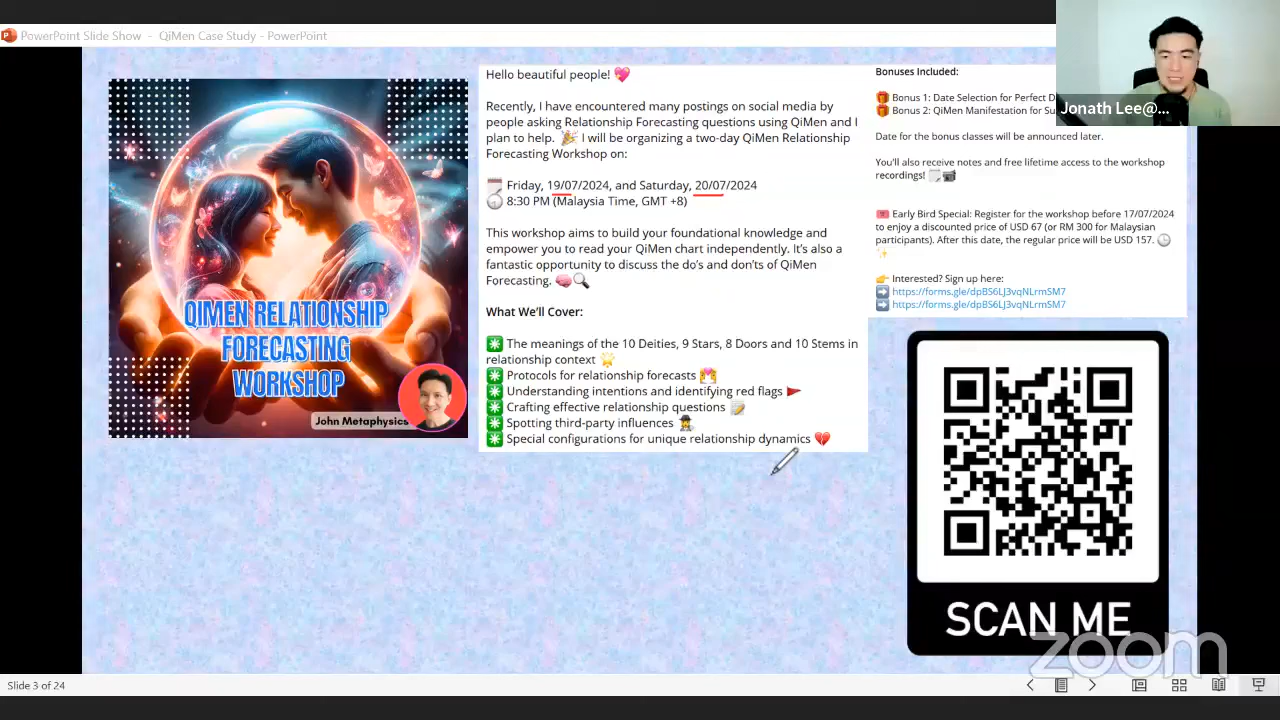 PowerPoint Slide Show - QiMen Case Study - PowerPoint
Jonath Lee@...
QIMEN RELATIONSHIP
FORECASTING
WORKSHOP
John Metaphysics
Hello beautiful people! 💖
Recently, I have encountered many postings on social media by
people asking Relationship Forecasting questions using QiMen and I
plan to help. 🎉 I will be organizing a two-day QiMen Relationship
Forecasting Workshop on:
Friday, 19/07/2024, and Saturday, 20/07/2024
8:30 PM (Malaysia Time, GMT +8)
This workshop aims to build your foundational knowledge and
empower you to read your QiMen chart independently. It's also a
fantastic opportunity to discuss the do's and don'ts of QiMen
Forecasting. 🧠🔍
What We'll Cover:
✳️ The meanings of the 10 Deities, 9 Stars, 8 Doors and 10 Stems in
relationship context 🌟
✳️ Protocols for relationship forecasts
✳️ Understanding intentions and identifying red flags 🚩
✳️ Crafting effective relationship questions 📝
✳️ Spotting third-party influences
✳️ Special configurations for unique relationship dynamics 💔
Bonuses Included:
🎁 Bonus 1: Date Selection for Perfect
🎁 Bonus 2: QiMen Manifestation for
Date for the bonus classes will be announced later.
You'll also receive notes and free lifetime access to the workshop
recordings!
Early Bird Special: Register for the workshop before 17/07/2024
to enjoy a discounted price of USD 67 (or RM 300 for Malaysian
participants). After this date, the regular price will be USD 157. 🕒
✨
👉 Interested? Sign up here:
➡️ https://forms.gle/dpBS6LJ3vqNLrmSM7
➡️ https://forms.gle/dpBS6LJ3vqNLrmSM7
SCAN ME
zoom
Slide 3 of 24